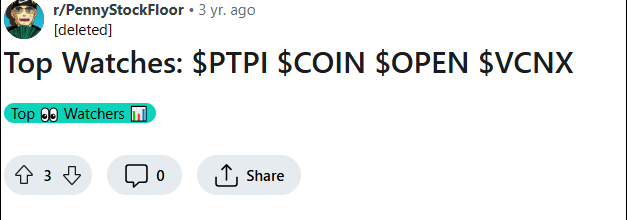 r/PennyStockFloor • 3 yr. ago
[deleted]
Top Watches: $PTPI $COIN $OPEN $VCNX
Top 👀 Watchers 📊
3 0 Share